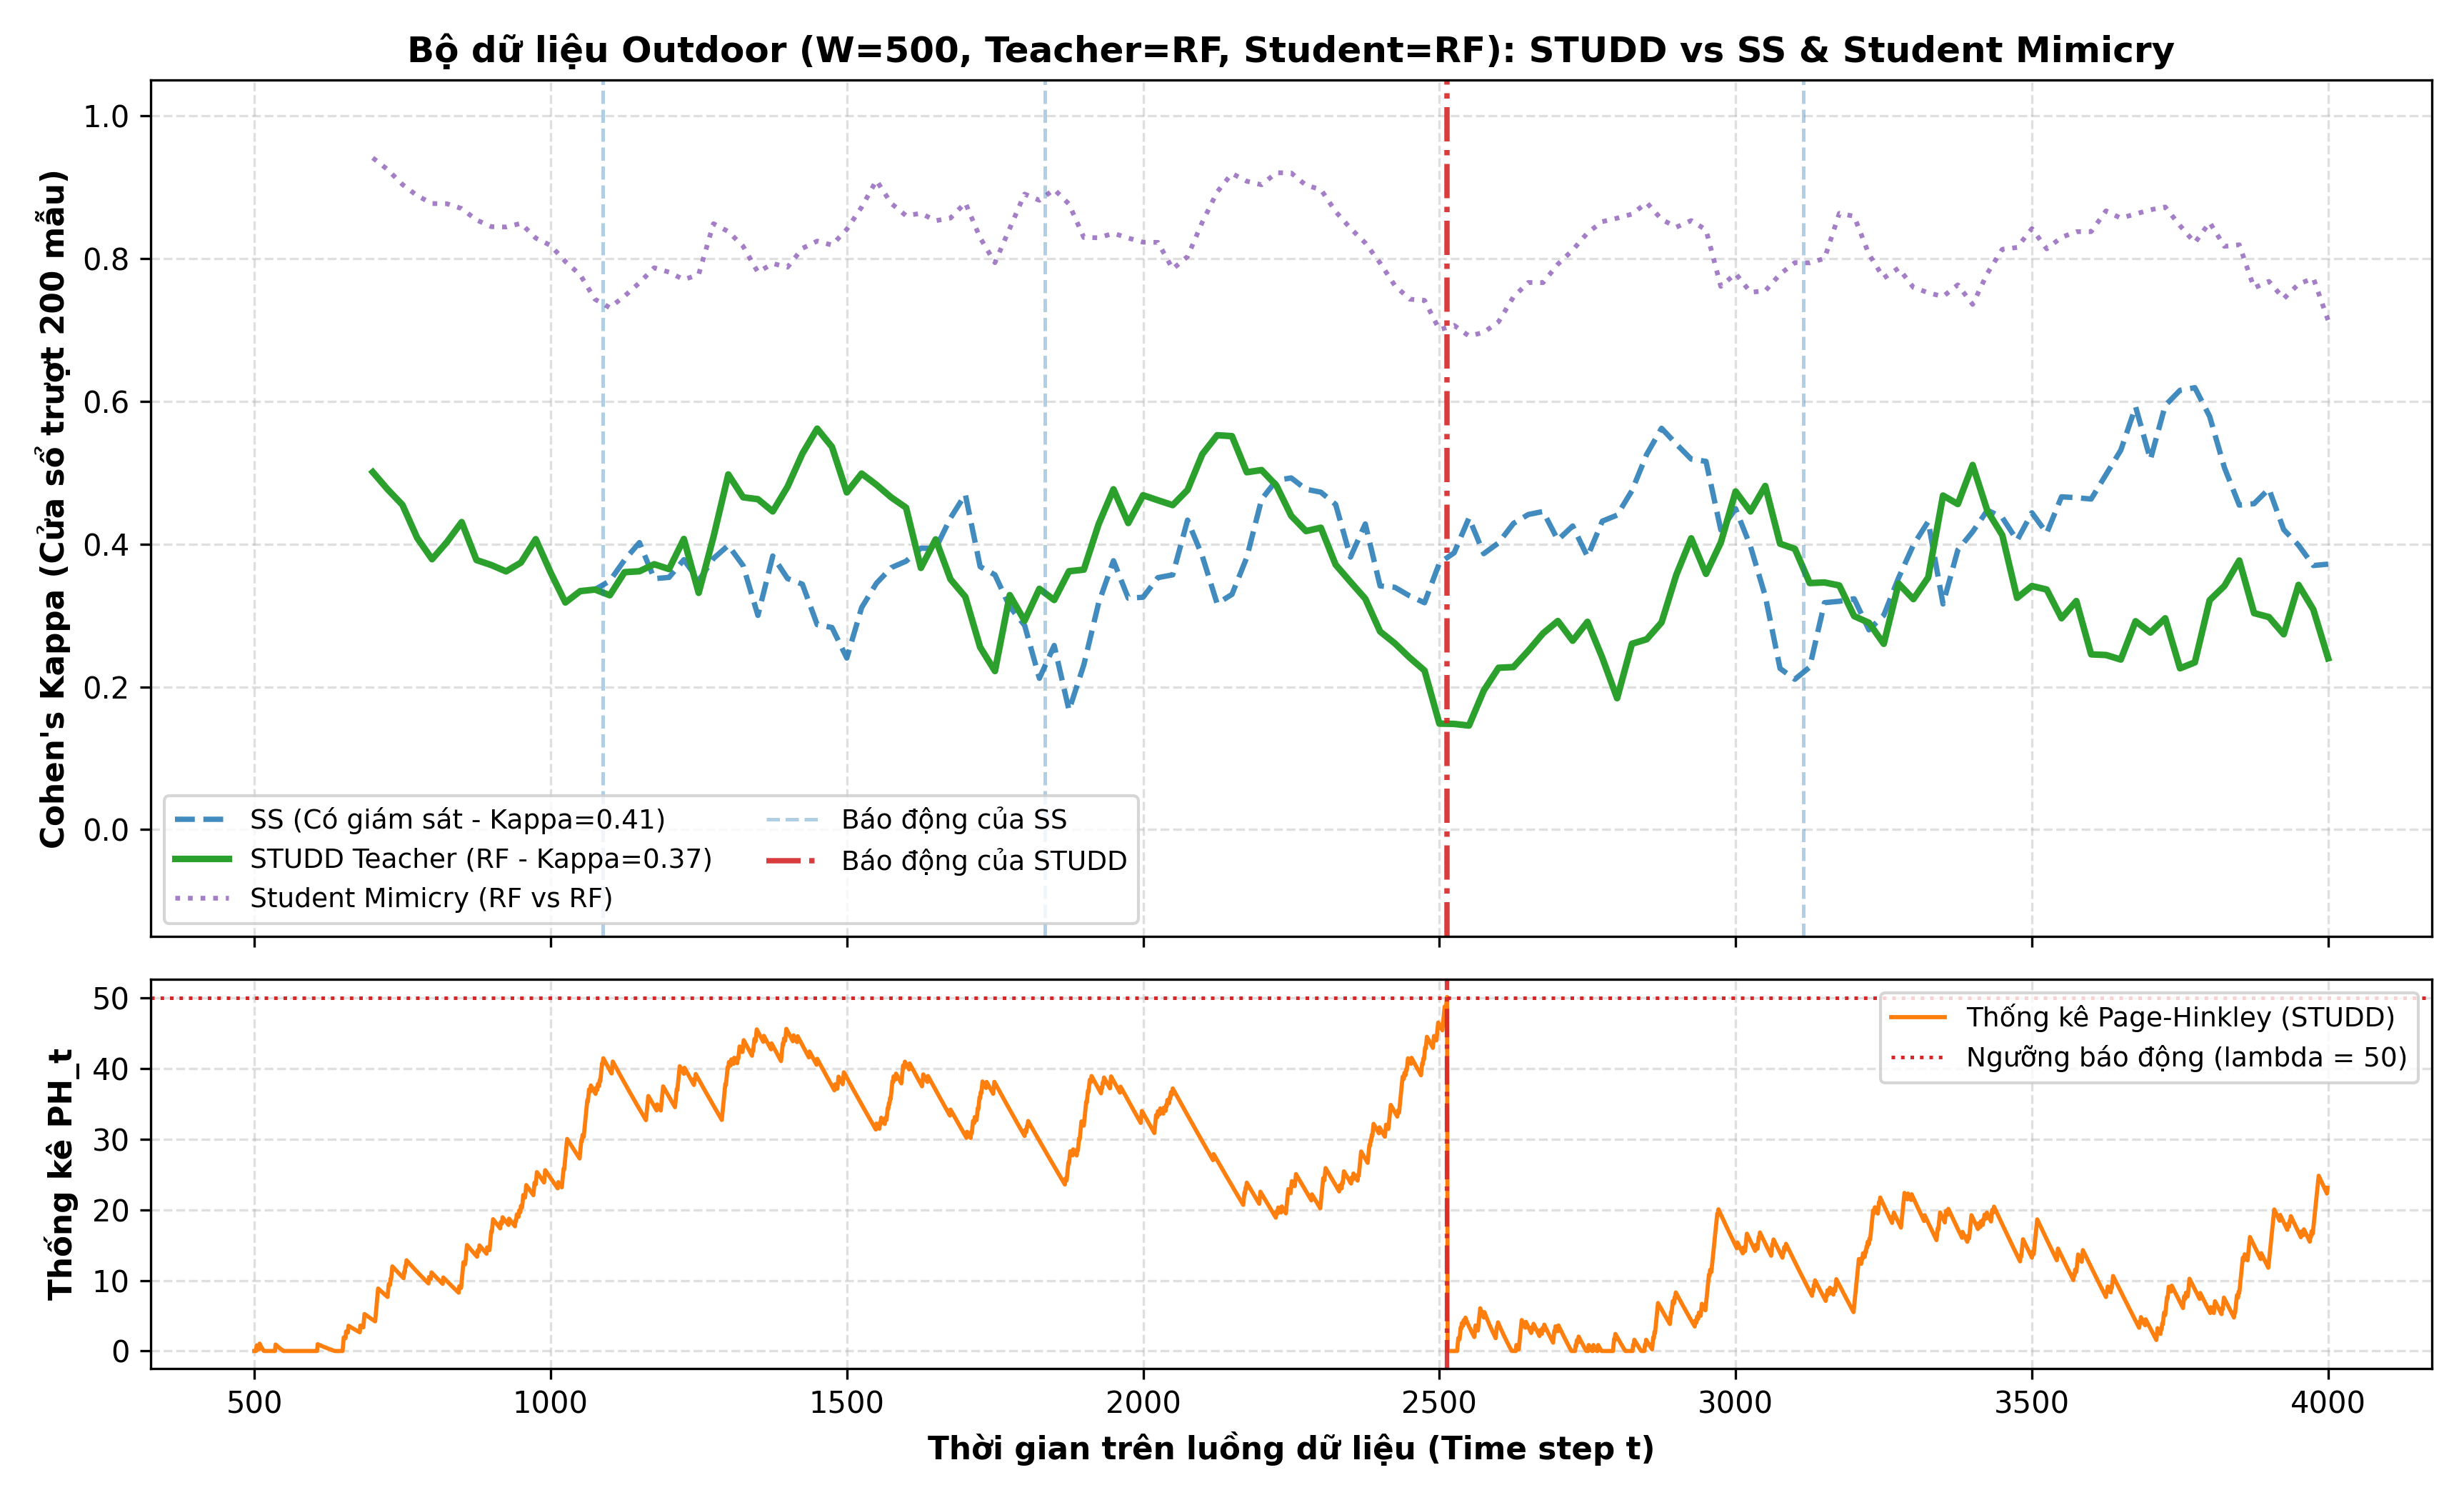 Bộ dữ liệu Outdoor (W=500, Teacher=RF, Student=RF): STUDD vs SS & Student Mimicry
Cohen's Kappa (Cửa sổ trượt 200 mẫu)
1.0
0.8
0.6
0.4
0.2
0.0
SS (Có giám sát - Kappa=0.41)
STUDD Teacher (RF - Kappa=0.37)
Student Mimicry (RF vs RF)
Báo động của SS
Báo động của STUDD
Thống kê PH_t
50
40
30
20
10
0
Thống kê Page-Hinkley (STUDD)
Ngưỡng báo động (lambda = 50)
500 1000 1500 2000 2500 3000 3500 4000
Thời gian trên luồng dữ liệu (Time step t)